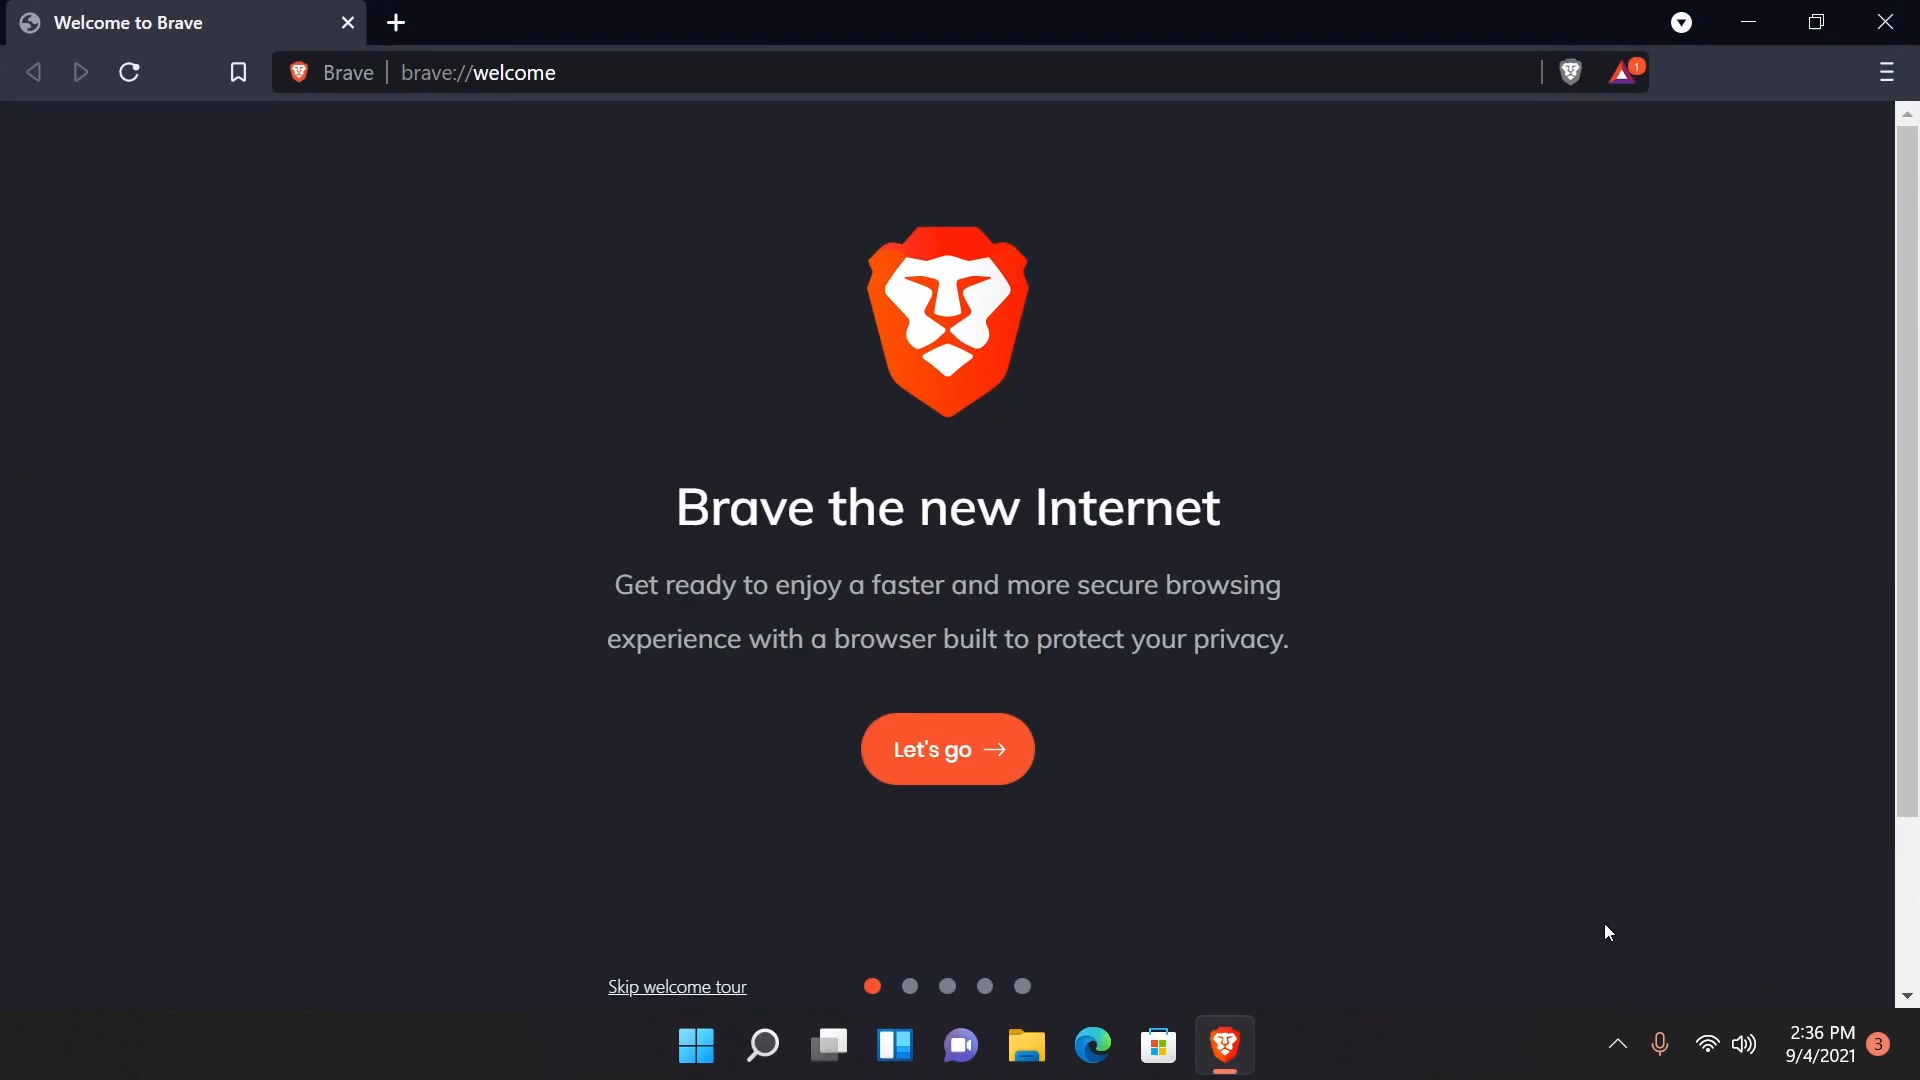 Welcome to Brave
Brave
brave://welcome
1
Brave the new Internet
Get ready to enjoy a faster and more secure browsing
experience with a browser built to protect your privacy.
Let's go →
Skip welcome tour
2:36 PM
9/4/2021
3